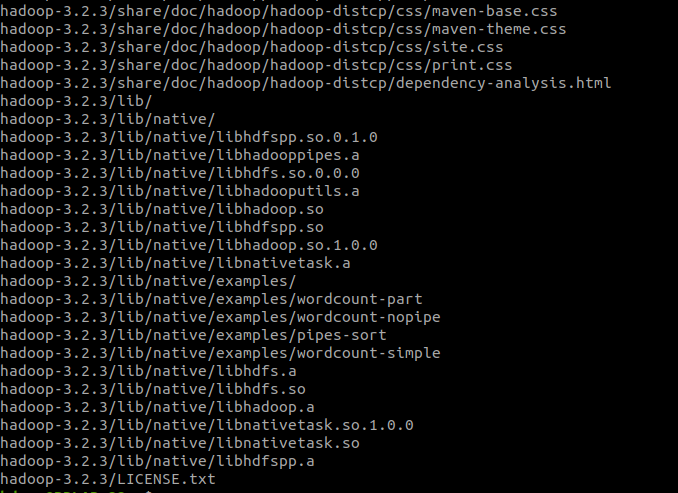 hadoop-3.2.3/share/doc/hadoop/hadoop-distcp/css/maven-base.css
hadoop-3.2.3/share/doc/hadoop/hadoop-distcp/css/maven-theme.css
hadoop-3.2.3/share/doc/hadoop/hadoop-distcp/css/site.css
hadoop-3.2.3/share/doc/hadoop/hadoop-distcp/css/print.css
hadoop-3.2.3/share/doc/hadoop/hadoop-distcp/dependency-analysis.html
hadoop-3.2.3/lib/
hadoop-3.2.3/lib/native/
hadoop-3.2.3/lib/native/libhdfspp.so.0.1.0
hadoop-3.2.3/lib/native/libhadooppipes.a
hadoop-3.2.3/lib/native/libhdfs.so.0.0.0
hadoop-3.2.3/lib/native/libhadooputils.a
hadoop-3.2.3/lib/native/libhadoop.so
hadoop-3.2.3/lib/native/libhdfspp.so
hadoop-3.2.3/lib/native/libhadoop.so.1.0.0
hadoop-3.2.3/lib/native/libnativetask.a
hadoop-3.2.3/lib/native/examples/
hadoop-3.2.3/lib/native/examples/wordcount-part
hadoop-3.2.3/lib/native/examples/wordcount-nopipe
hadoop-3.2.3/lib/native/examples/pipes-sort
hadoop-3.2.3/lib/native/examples/wordcount-simple
hadoop-3.2.3/lib/native/libhdfs.a
hadoop-3.2.3/lib/native/libhdfs.so
hadoop-3.2.3/lib/native/libhadoop.a
hadoop-3.2.3/lib/native/libnativetask.so.1.0.0
hadoop-3.2.3/lib/native/libnativetask.so
hadoop-3.2.3/lib/native/libhdfspp.a
hadoop-3.2.3/LICENSE.txt